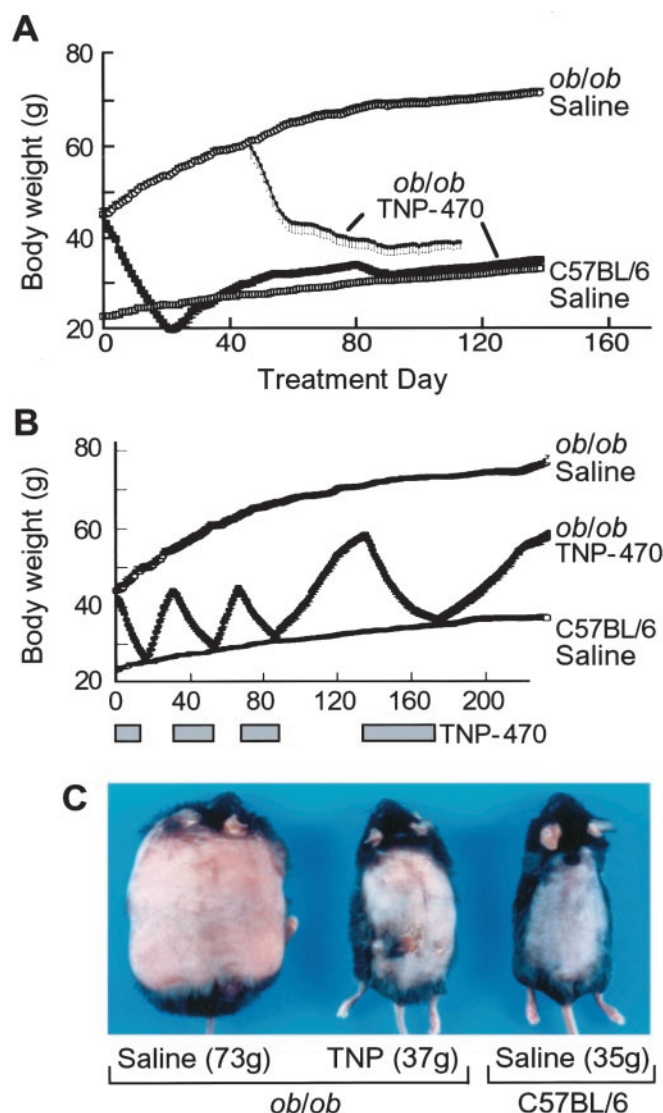 A
80
60
40
20
Body weight (g)
0 40 80 120 160
Treatment Day
ob/ob
Saline
ob/ob
TNP-470
C57BL/6
Saline
B
80
60
40
20
Body weight (g)
0 40 80 120 160 200
ob/ob
Saline
ob/ob
TNP-470
C57BL/6
Saline
TNP-470
C
Saline (73g) TNP (37g) Saline (35g)
ob/ob C57BL/6